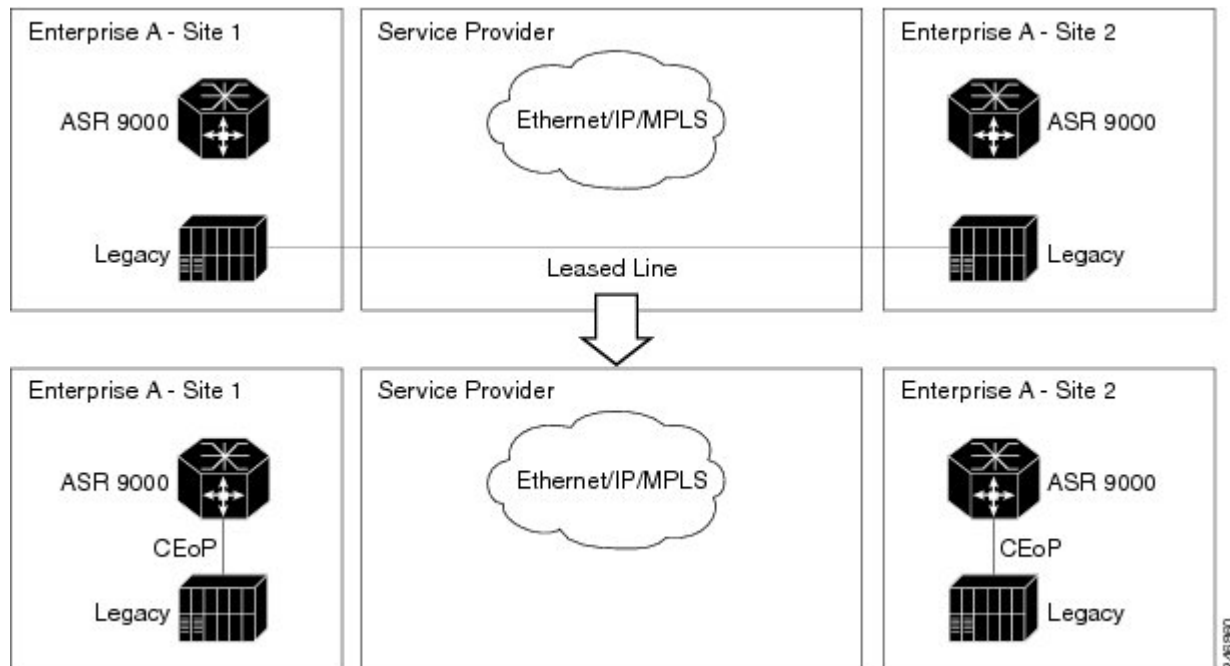 Enterprise A - Site 1
Service Provider
Enterprise A - Site 2
ASR 9000
Ethernet/IP/MPLS
ASR 9000
Legacy
Leased Line
Legacy
Enterprise A - Site 1
Service Provider
Enterprise A - Site 2
ASR 9000
Ethernet/IP/MPLS
ASR 9000
CEoP
CEoP
Legacy
Legacy